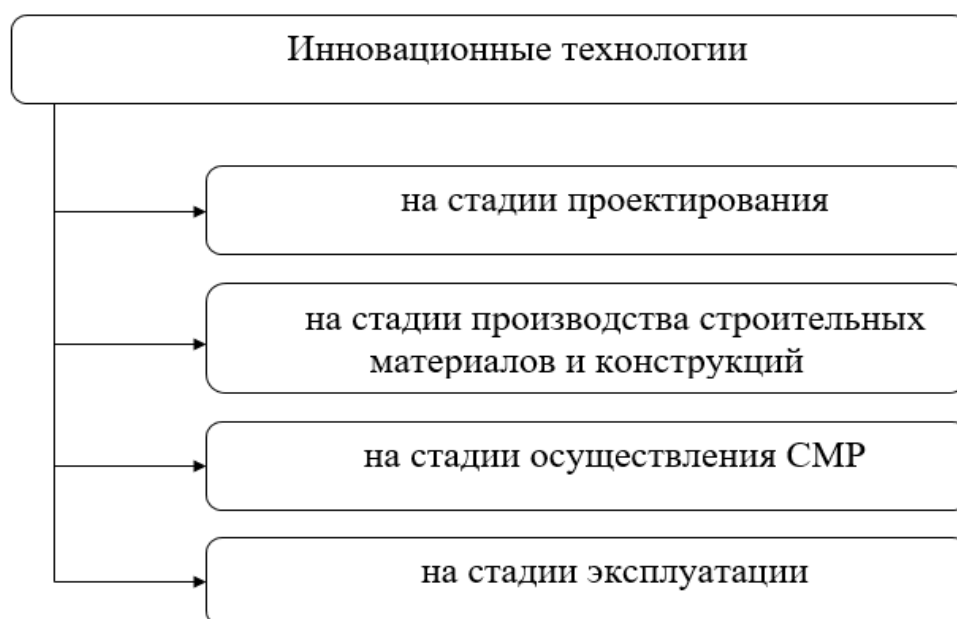 Инновационные технологии
на стадии проектирования
на стадии производства строительных
материалов и конструкций
на стадии осуществления СМР
на стадии эксплуатации